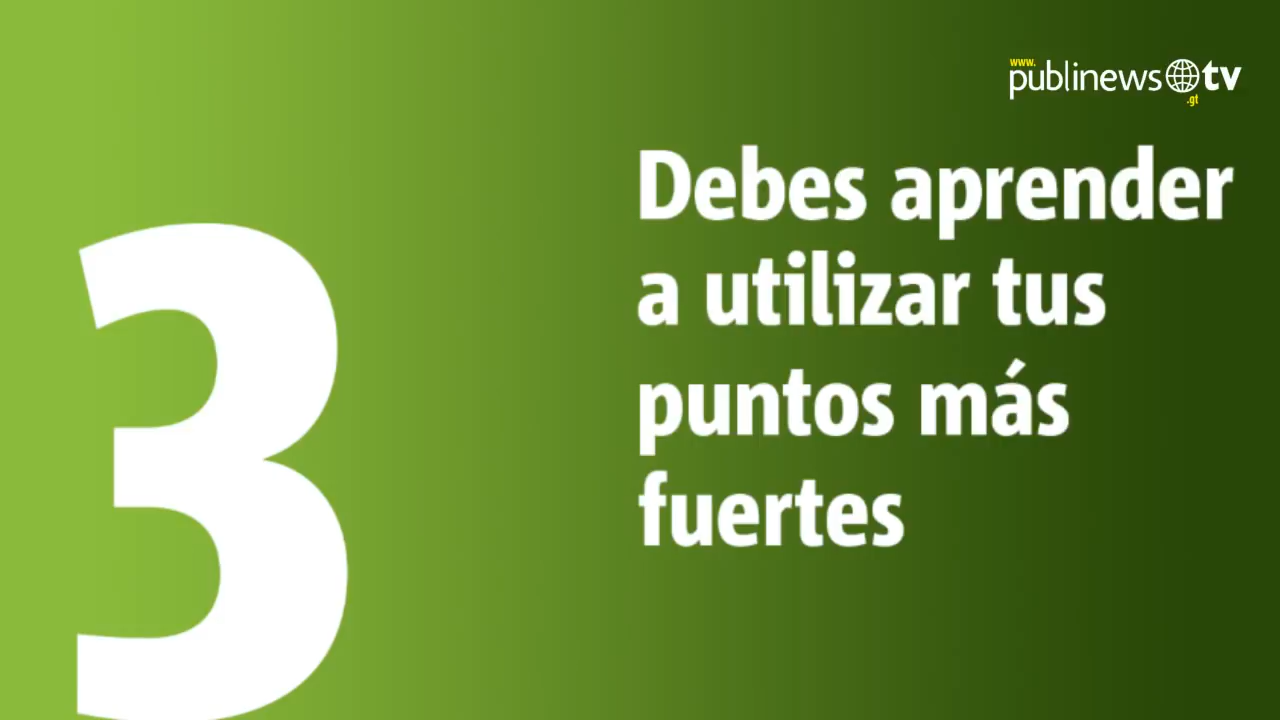 www.
publinews tv
.gt
3
Debes aprender
a utilizar tus
puntos más
fuertes